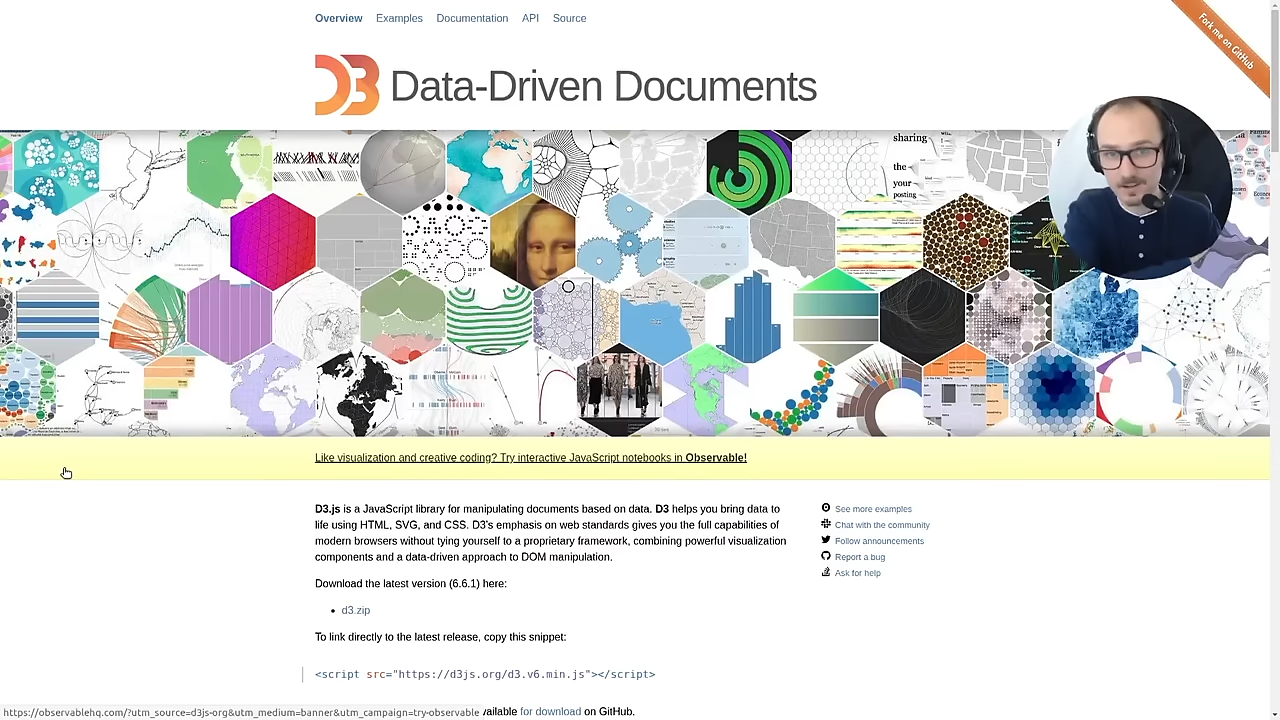 Overview Examples Documentation API Source
Fork me on GitHub
D3 Data-Driven Documents
sharing
the
your
posting
Like visualization and creative coding? Try interactive JavaScript notebooks in Observable!
D3.js is a JavaScript library for manipulating documents based on data. D3 helps you bring data to
life using HTML, SVG, and CSS. D3's emphasis on web standards gives you the full capabilities of
modern browsers without tying yourself to a proprietary framework, combining powerful visualization
components and a data-driven approach to DOM manipulation.
Download the latest version (6.6.1) here:
• d3.zip
To link directly to the latest release, copy this snippet:
<script src="https://d3js.org/d3.v6.min.js"></script>
vailable for download on GitHub.
See more examples
Chat with the community
Follow announcements
Report a bug
Ask for help
https://observablehq.com/?utm_source=d3js-org&utm_medium=banner&utm_campaign=try-observable